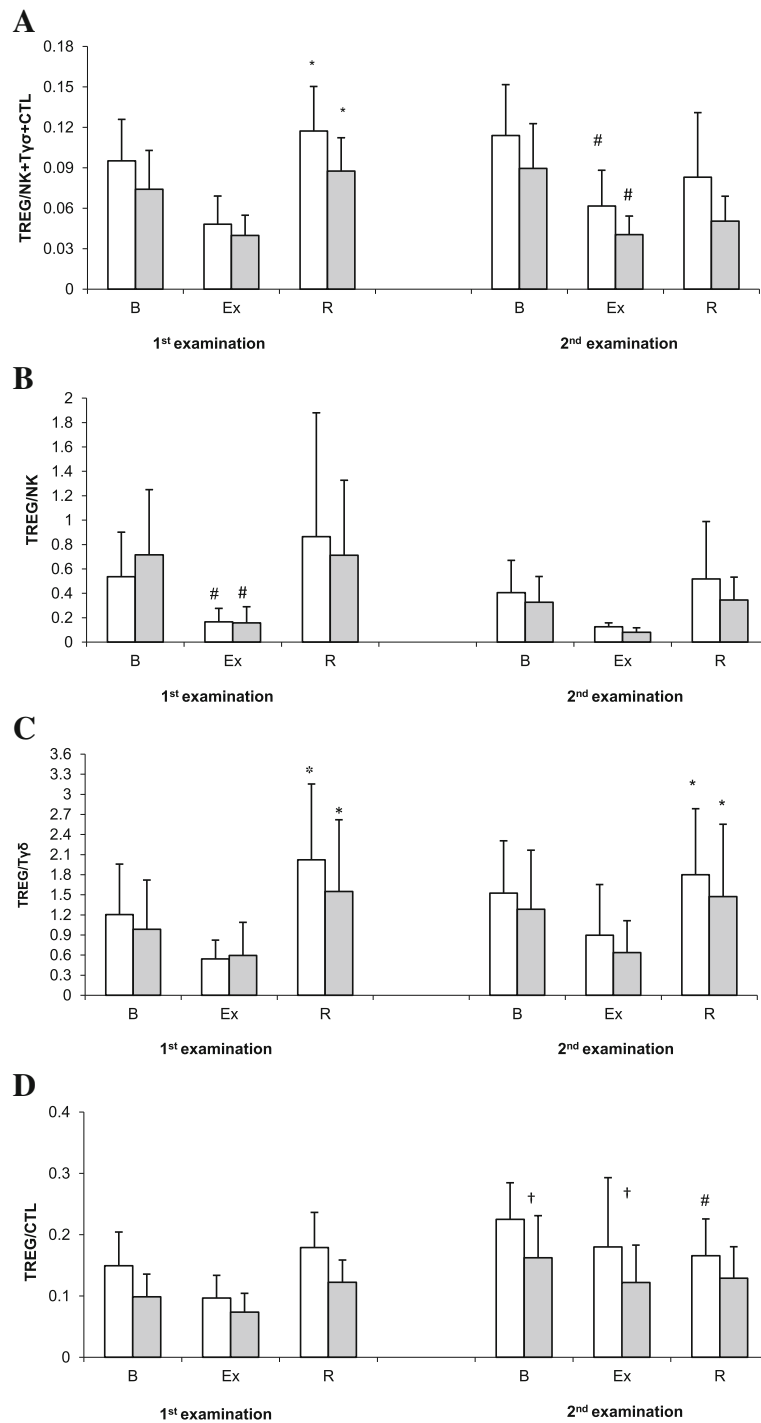 A
0.18
*
0.15
*
0.12
#
0.09
#
0.06
0.03
0
TREG/NK+Tγσ+CTL
B Ex R B Ex R
1st examination 2nd examination
B
2
1.8
1.6
1.4
1.2
1
0.8
0.6
0.4
# #
0.2
0
TREG/NK
B Ex R B Ex R
1st examination 2nd examination
C
3.6
3.3
* *
3
2.7
* *
2.4
2.1
1.8
1.5
1.2
0.9
0.6
0.3
0
TREG/Tγδ
B Ex R B Ex R
1st examination 2nd examination
D
0.4
0.3
† † #
0.2
0.1
0
TREG/CTL
B Ex R B Ex R
1st examination 2nd examination